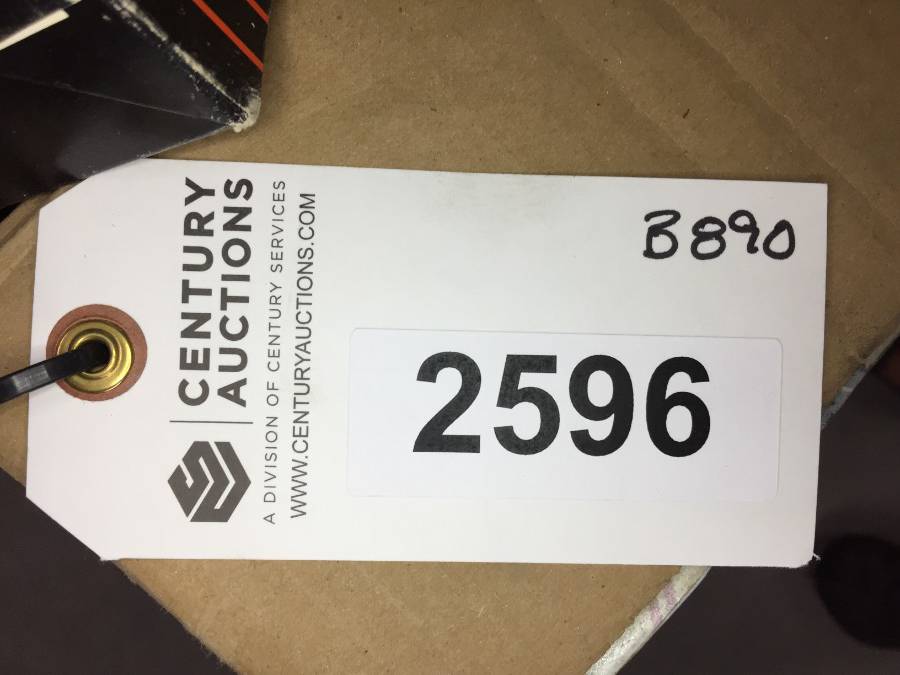 CENTURY
AUCTIONS
A DIVISION OF CENTURY SERVICES
WWW.CENTURYAUCTIONS.COM
B890
2596